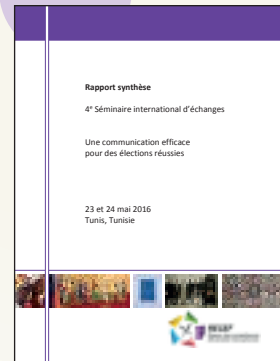 Rapport synthèse
4e Séminaire international d'échanges
Une communication efficace
pour des élections réussies
23 et 24 mai 2016
Tunis, Tunisie